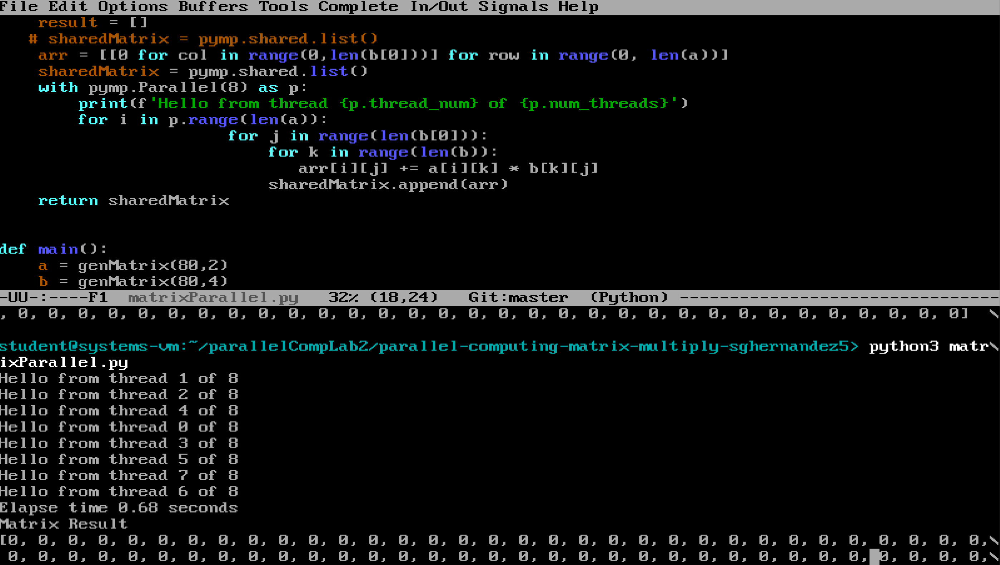 File Edit Options Buffers Tools Complete In/Out Signals Help
result = []
# sharedMatrix = pymp.shared.list()
arr = [[0 for col in range(0,len(b[0]))] for row in range(0, len(a))]
sharedMatrix = pymp.shared.list()
with pymp.Parallel(8) as p:
print(f'Hello from thread {p.thread_num} of {p.num_threads}')
for i in p.range(len(a)):
for j in range(len(b[0])):
for k in range(len(b)):
arr[i][j] += a[i][k] * b[k][j]
sharedMatrix.append(arr)
return sharedMatrix
def main():
a = genMatrix(80,2)
b = genMatrix(80,4)
-UU-:----F1  matrixParallel.py   32% (18,24)   Git:master  (Python) --------------------------------
, 0, 0, 0, 0, 0, 0, 0, 0, 0, 0, 0, 0, 0, 0, 0, 0, 0, 0, 0, 0, 0, 0, 0, 0, 0, 0, 0, 0, 0, 0, 0, 0]  \
student@systems-vm:~/parallelCompLab2/parallel-computing-matrix-multiply-sghernandez5> python3 matr\
ixParallel.py
Hello from thread 1 of 8
Hello from thread 2 of 8
Hello from thread 4 of 8
Hello from thread 0 of 8
Hello from thread 3 of 8
Hello from thread 5 of 8
Hello from thread 7 of 8
Hello from thread 6 of 8
Elapse time 0.68 seconds
Matrix Result
[0, 0, 0, 0, 0, 0, 0, 0, 0, 0, 0, 0, 0, 0, 0, 0, 0, 0, 0, 0, 0, 0, 0, 0, 0, 0, 0, 0, 0, 0, 0, 0, 0,\
0, 0, 0, 0, 0, 0, 0, 0, 0, 0, 0, 0, 0, 0, 0, 0, 0, 0, 0, 0, 0, 0, 0, 0, 0, 0, 0, 0, 0, 0, 0, 0, 0,\